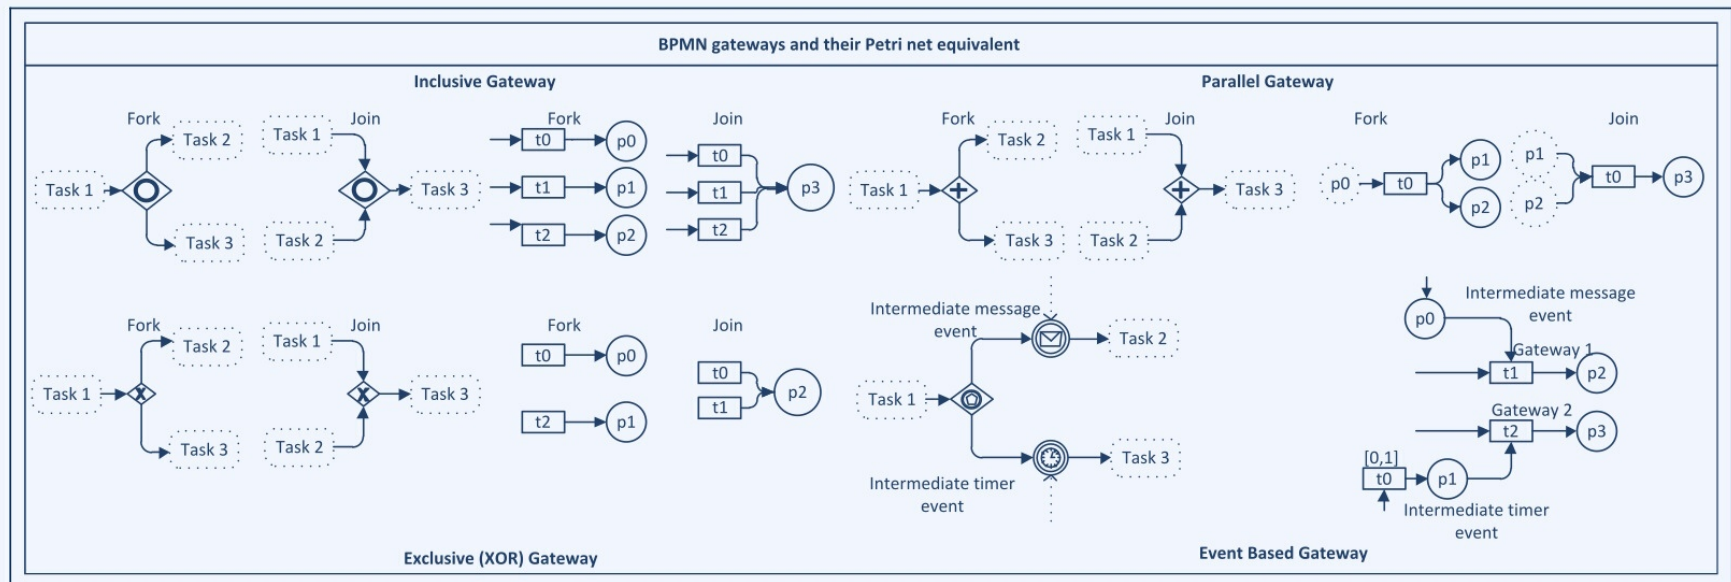 BPMN gateways and their Petri net equivalent
Inclusive Gateway
Fork
Task 1
Task 2
Task 3
Join
Task 1
Task 2
Task 3
Fork
t0
p0
t1
p1
t2
p2
Join
t0
t1
t2
p3
Parallel Gateway
Fork
Task 1
Task 2
Task 3
Join
Task 1
Task 2
Task 3
Fork
p0
t0
p1
p2
Join
p1
p2
t0
p3
Fork
Task 1
X
Task 2
Task 3
Join
Task 1
X
Task 2
Task 3
Fork
t0
p0
t2
p1
Join
t0
t1
p2
Exclusive (XOR) Gateway
Intermediate message
event
Task 1
Task 2
Task 3
Intermediate timer
event
p0
Intermediate message
event
Gateway 1
t1
p2
Gateway 2
t2
p3
[0,1]
t0
p1
Intermediate timer
event
Event Based Gateway